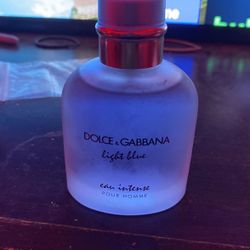 DOLCE & GABBANA
light blue
eau intense
POUR HOMME